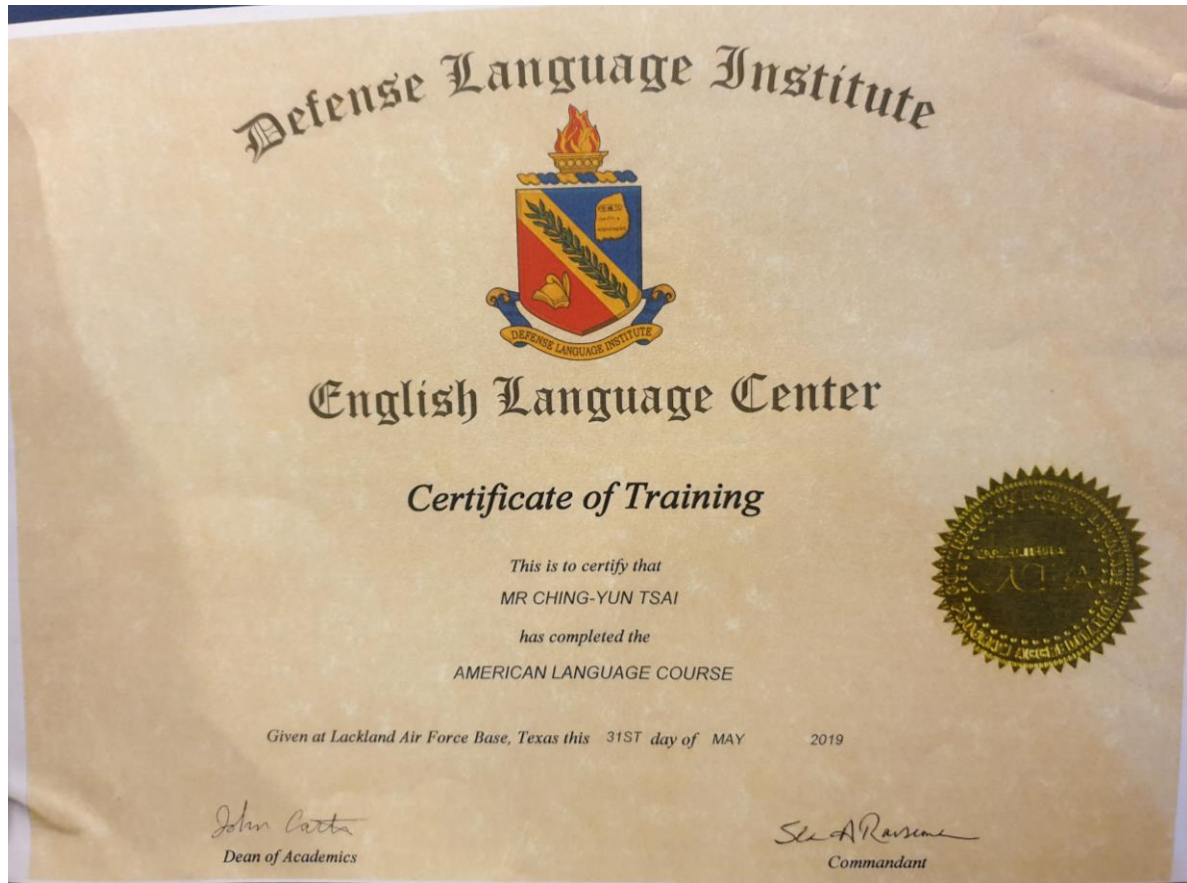 Defense Language Institute
DEFENSE LANGUAGE INSTITUTE
English Language Center
Certificate of Training
This is to certify that
MR CHING-YUN TSAI
has completed the
AMERICAN LANGUAGE COURSE
Given at Lackland Air Force Base, Texas this 31ST day of MAY 2019
John
Dean of Academics
Commandant